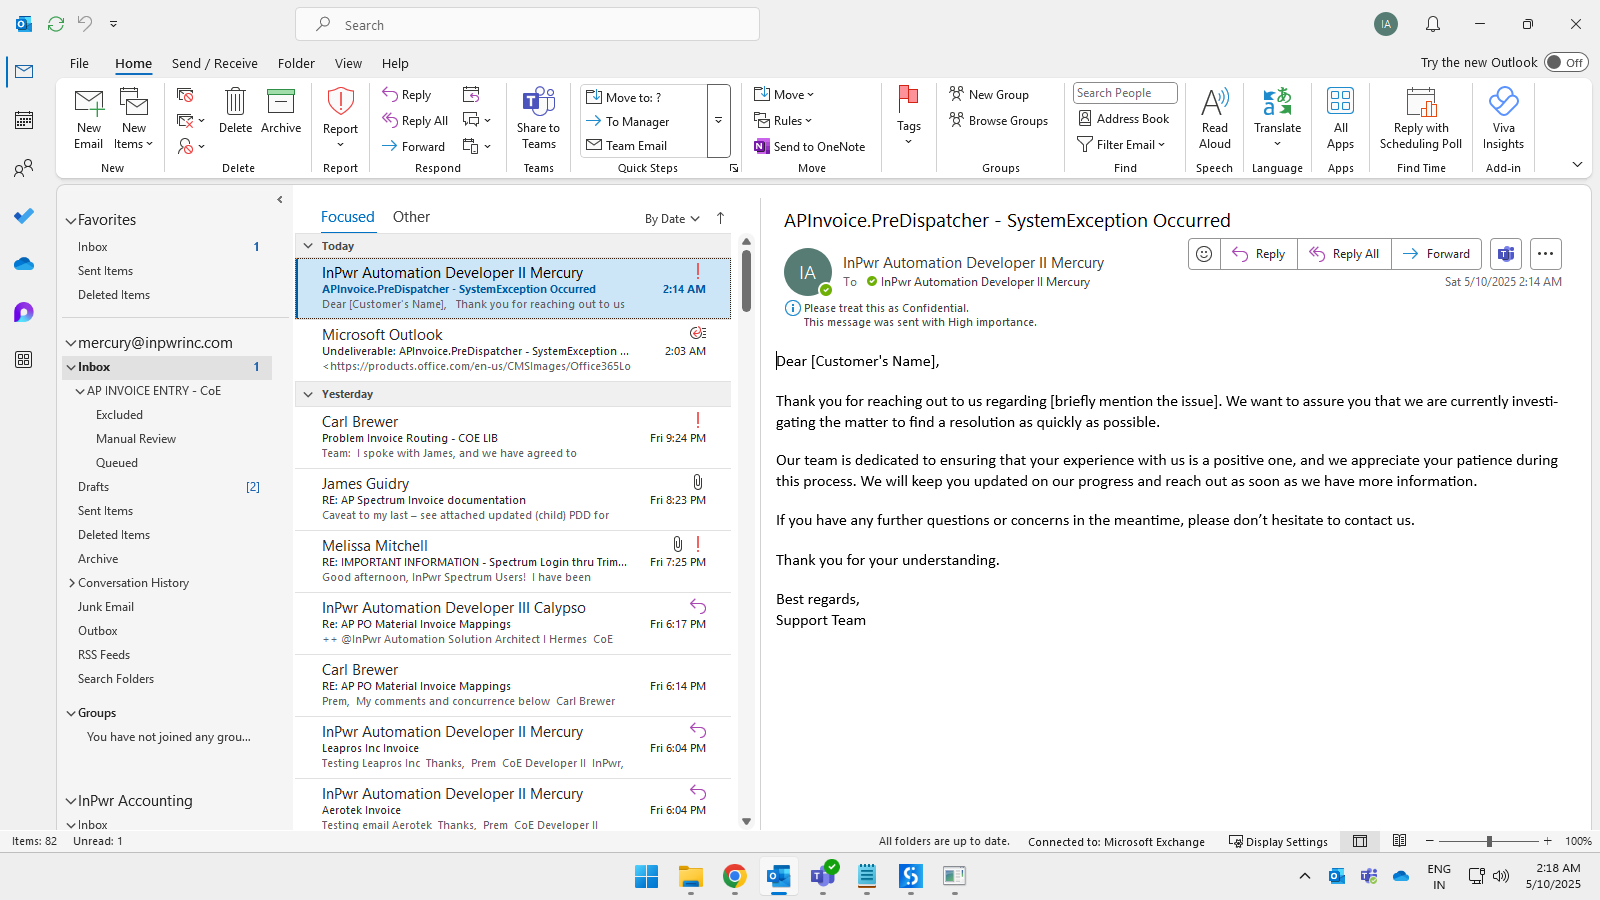 Search
IA
File
Home
Send / Receive
Folder
View
Help
Try the new Outlook
Off
New
Email
New
Items
New
Delete
Archive
Delete
Report
Report
Reply
Reply All
Forward
Respond
Share to
Teams
Teams
Move to: ?
To Manager
Team Email
Quick Steps
Move
Rules
Send to OneNote
Move
Tags
New Group
Browse Groups
Groups
Search People
Address Book
Filter Email
Find
Read
Aloud
Speech
Translate
Language
All
Apps
Apps
Reply with
Scheduling Poll
Find Time
Viva
Insights
Add-in
Favorites
Inbox 1
Sent Items
Deleted Items
mercury@inpwrinc.com
Inbox 1
AP INVOICE ENTRY - CoE
Excluded
Manual Review
Queued
Drafts [2]
Sent Items
Deleted Items
Archive
Conversation History
Junk Email
Outbox
RSS Feeds
Search Folders
Groups
You have not joined any grou...
InPwr Accounting
Inbox
Focused Other By Date
Today
InPwr Automation Developer II Mercury
APInvoice.PreDispatcher - SystemException Occurred 2:14 AM
Dear [Customer's Name], Thank you for reaching out to us
Microsoft Outlook
Undeliverable: APInvoice.PreDispatcher - SystemException ... 2:03 AM
<https://products.office.com/en-us/CMSImages/Office365Lo
Yesterday
Carl Brewer
Problem Invoice Routing - COE LIB Fri 9:24 PM
Team: I spoke with James, and we have agreed to
James Guidry
RE: AP Spectrum Invoice documentation Fri 8:23 PM
Caveat to my last – see attached updated (child) PDD for
Melissa Mitchell
RE: IMPORTANT INFORMATION - Spectrum Login thru Trim... Fri 7:25 PM
Good afternoon, InPwr Spectrum Users! I have been
InPwr Automation Developer III Calypso
Re: AP PO Material Invoice Mappings Fri 6:17 PM
++ @InPwr Automation Solution Architect I Hermes CoE
Carl Brewer
RE: AP PO Material Invoice Mappings Fri 6:14 PM
Prem, My comments and concurrence below Carl Brewer
InPwr Automation Developer II Mercury
Leapros Inc Invoice Fri 6:04 PM
Testing Leapros Inc Thanks, Prem CoE Developer II InPwr,
InPwr Automation Developer II Mercury
Aerotek Invoice Fri 6:04 PM
Testing email Aerotek Thanks, Prem CoE Developer II
APInvoice.PreDispatcher - SystemException Occurred
IA
InPwr Automation Developer II Mercury
To InPwr Automation Developer II Mercury
Reply Reply All Forward
Sat 5/10/2025 2:14 AM
Please treat this as Confidential.
This message was sent with High importance.
Dear [Customer's Name],
Thank you for reaching out to us regarding [briefly mention the issue]. We want to assure you that we are currently investi-
gating the matter to find a resolution as quickly as possible.
Our team is dedicated to ensuring that your experience with us is a positive one, and we appreciate your patience during
this process. We will keep you updated on our progress and reach out as soon as we have more information.
If you have any further questions or concerns in the meantime, please don’t hesitate to contact us.
Thank you for your understanding.
Best regards,
Support Team
Items: 82 Unread: 1
All folders are up to date. Connected to: Microsoft Exchange Display Settings 100%
ENG
IN
2:18 AM
5/10/2025